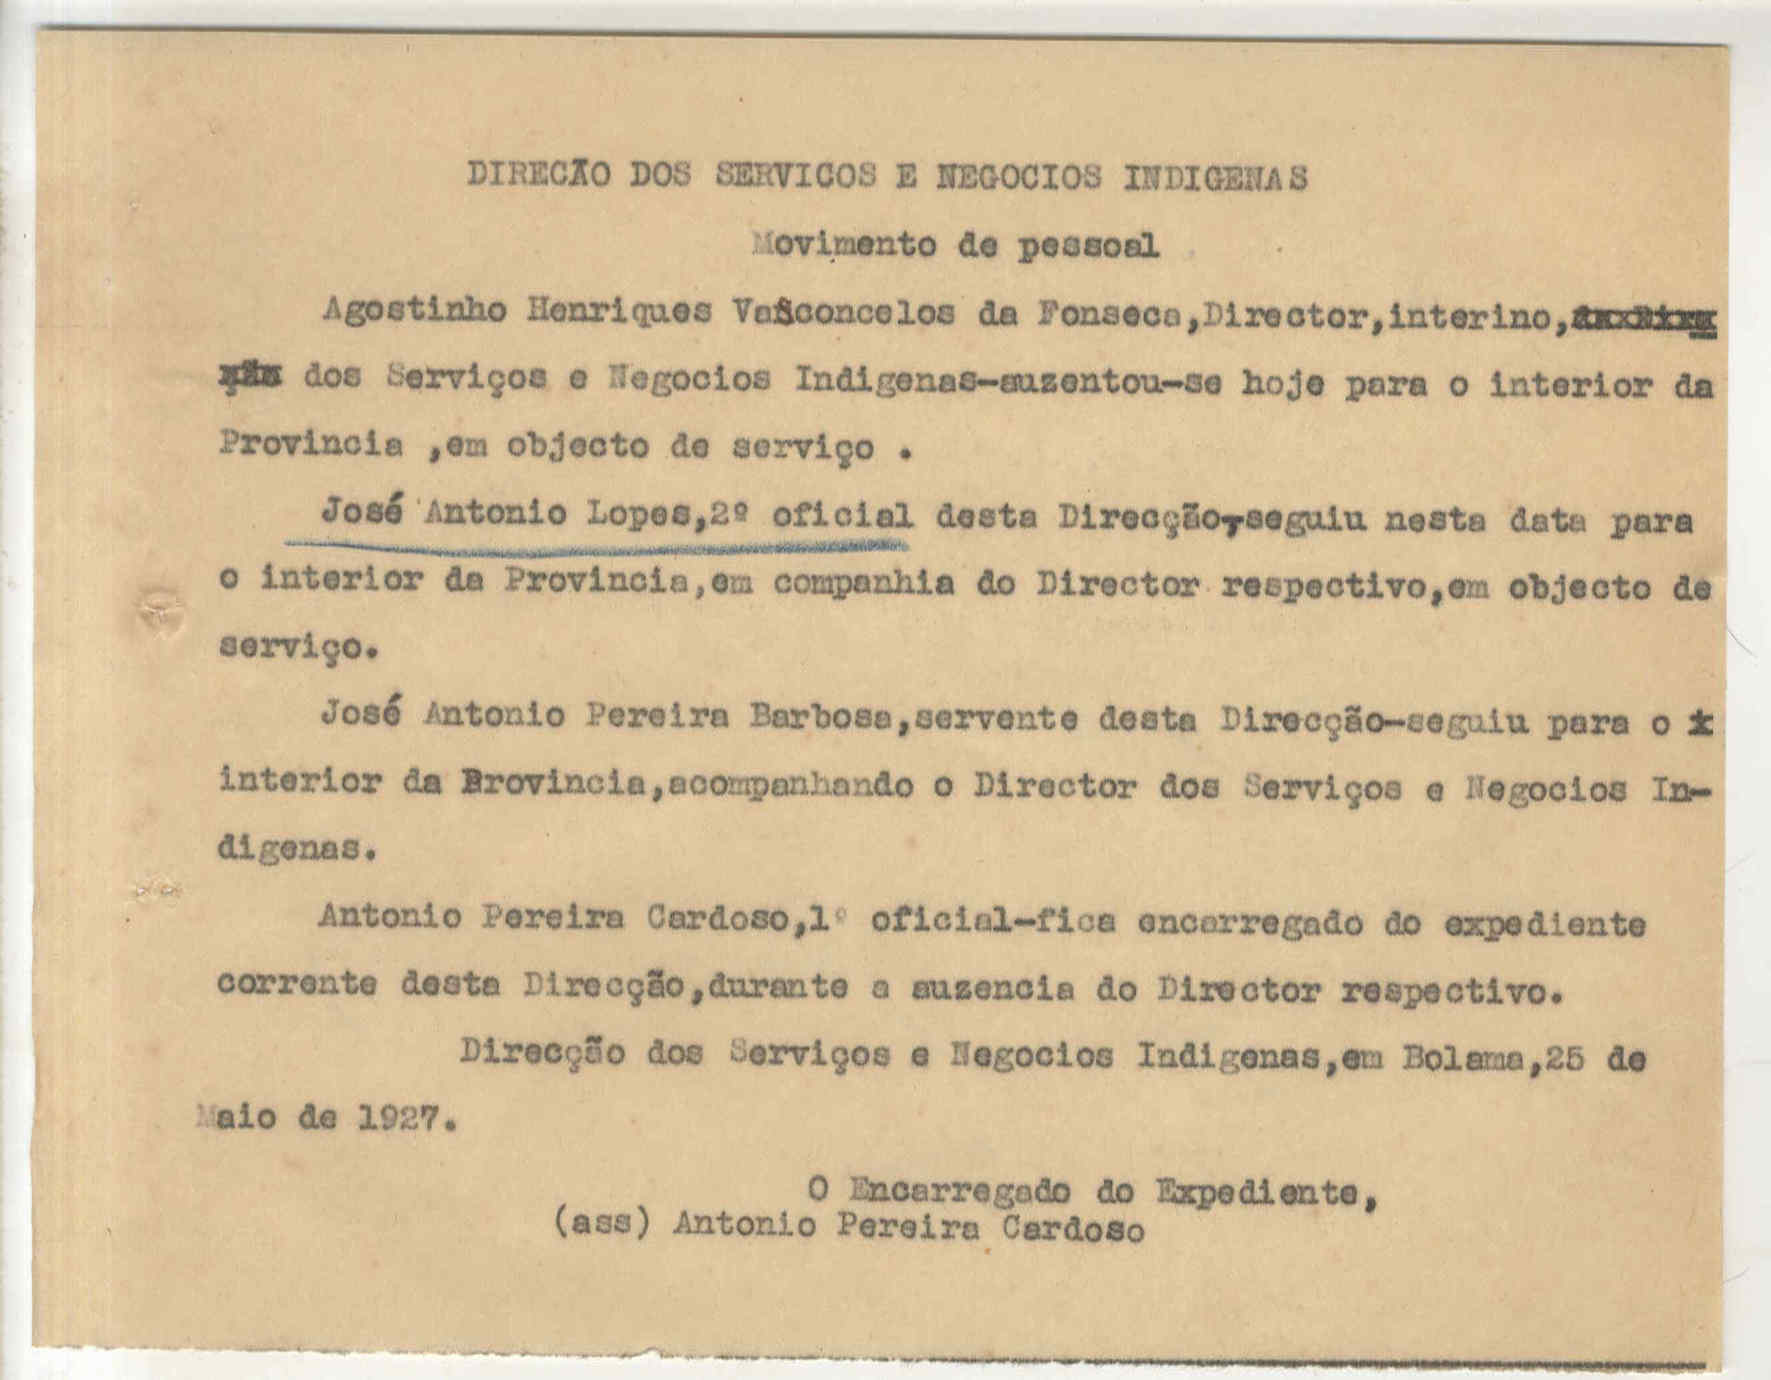 DIRECÃO DOS SERVICOS E NEGOCIOS INDIGENAS
Movimento de pessoal
Agostinho Henriques Vasconcelos da Fonseca,Director,interino,
dos Serviços e Negocios Indigenas-auzentou-se hoje para o interior da
Provincia ,em objecto de serviço .
José Antonio Lopes,2º oficial desta Direcção-seguiu nesta data para
o interior da Provincia,em companhia do Director respectivo,em objecto de
serviço.
José Antonio Pereira Barbosa,servente desta Direcção-seguiu para o
interior da Provincia,acompanhando o Director dos Serviços e Negocios In-
digenas.
Antonio Pereira Cardoso,1º oficial-fica encarregado do expediente
corrente desta Direcção,durante a auzencia do Director respectivo.
Direcção dos Serviços e Negocios Indigenas,em Bolama,25 de
Maio de 1927.
O Encarregado do Expediente,
(ass) Antonio Pereira Cardoso